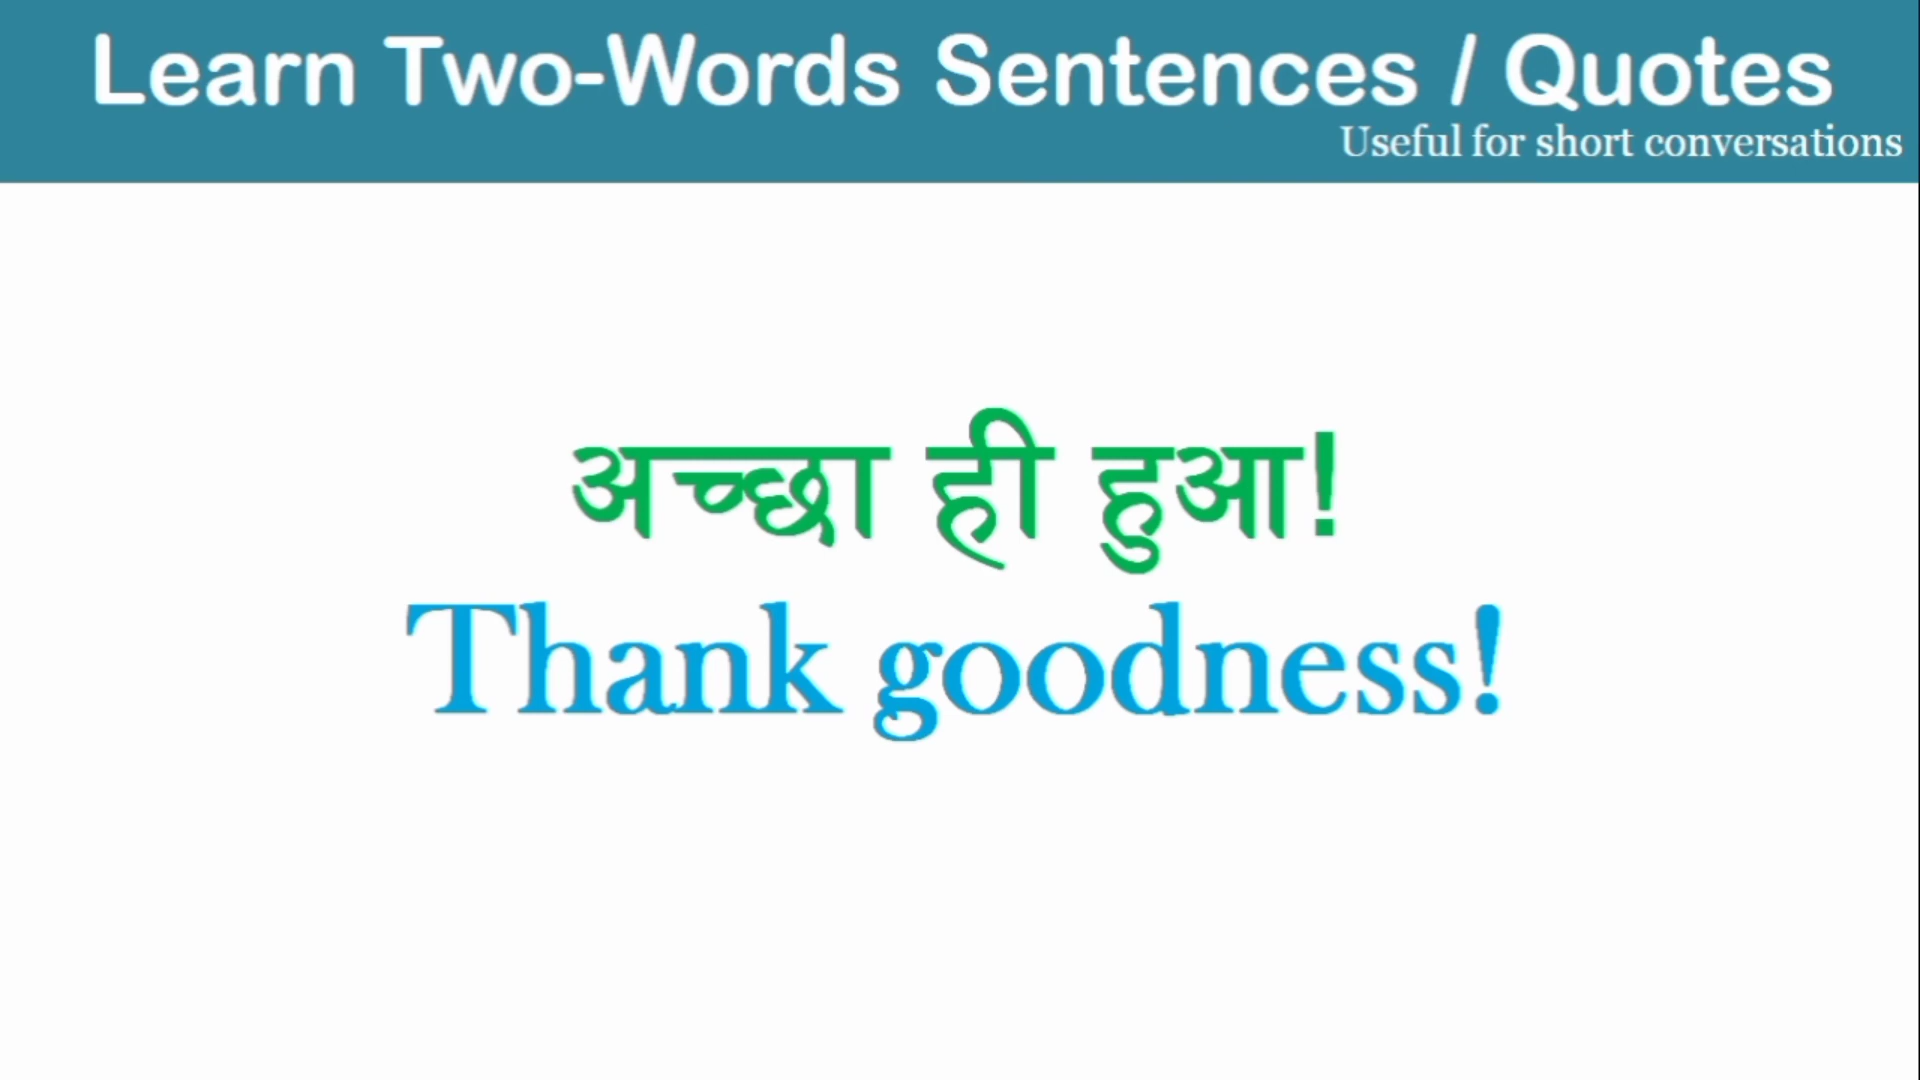 Learn Two-Words Sentences / Quotes
Useful for short conversations
अच्छा ही हुआ!
Thank goodness!